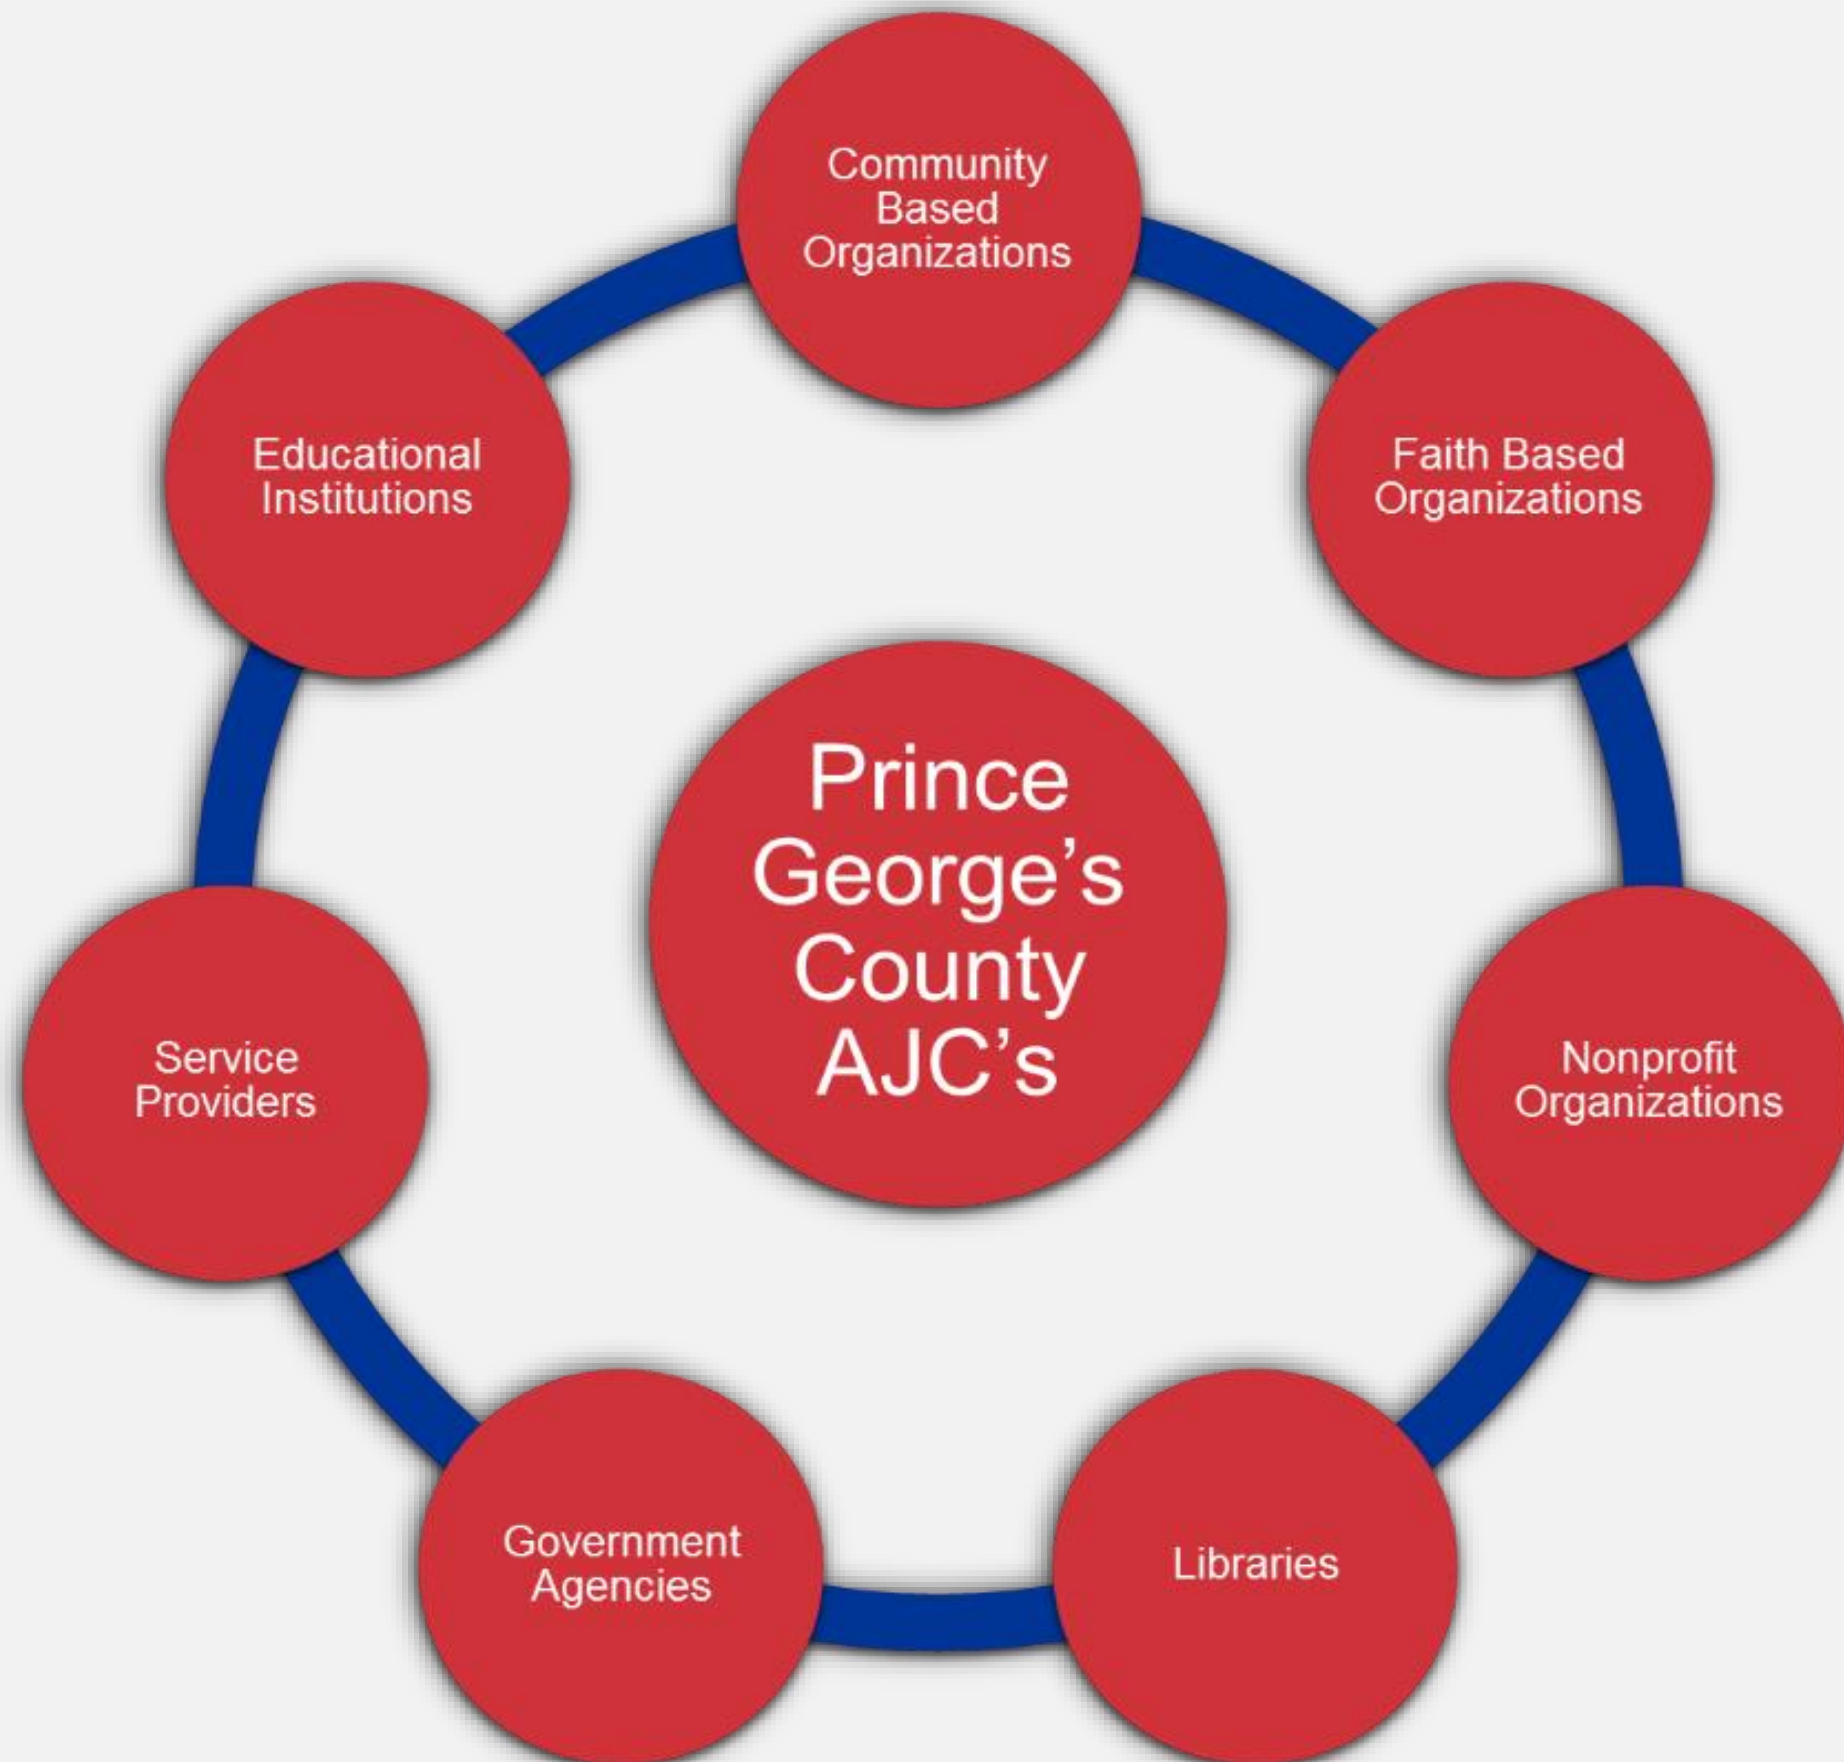 Community
Based
Organizations
Faith Based
Organizations
Nonprofit
Organizations
Libraries
Government
Agencies
Service
Providers
Educational
Institutions
Prince
George’s
County
AJC’s